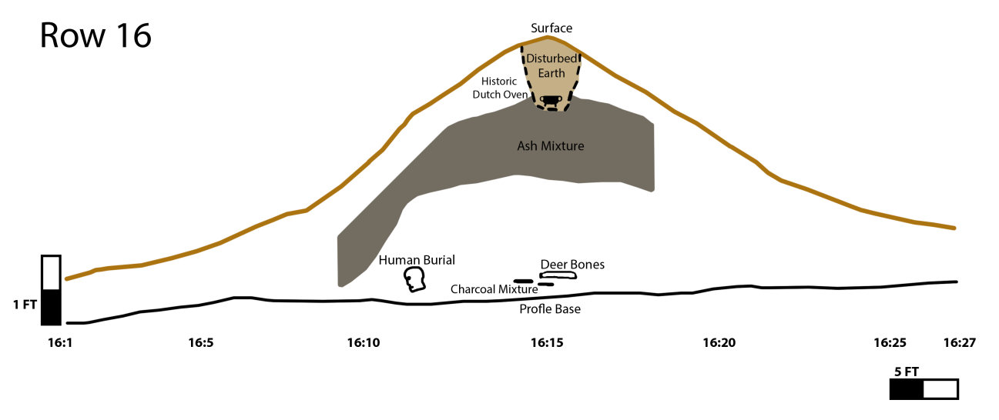 Row 16
Surface
Disturbed
Earth
Historic
Dutch Oven
Ash Mixture
Human Burial
Deer Bones
Charcoal Mixture
Profle Base
1 FT
16:1
16:5
16:10
16:15
16:20
16:25
16:27
5 FT